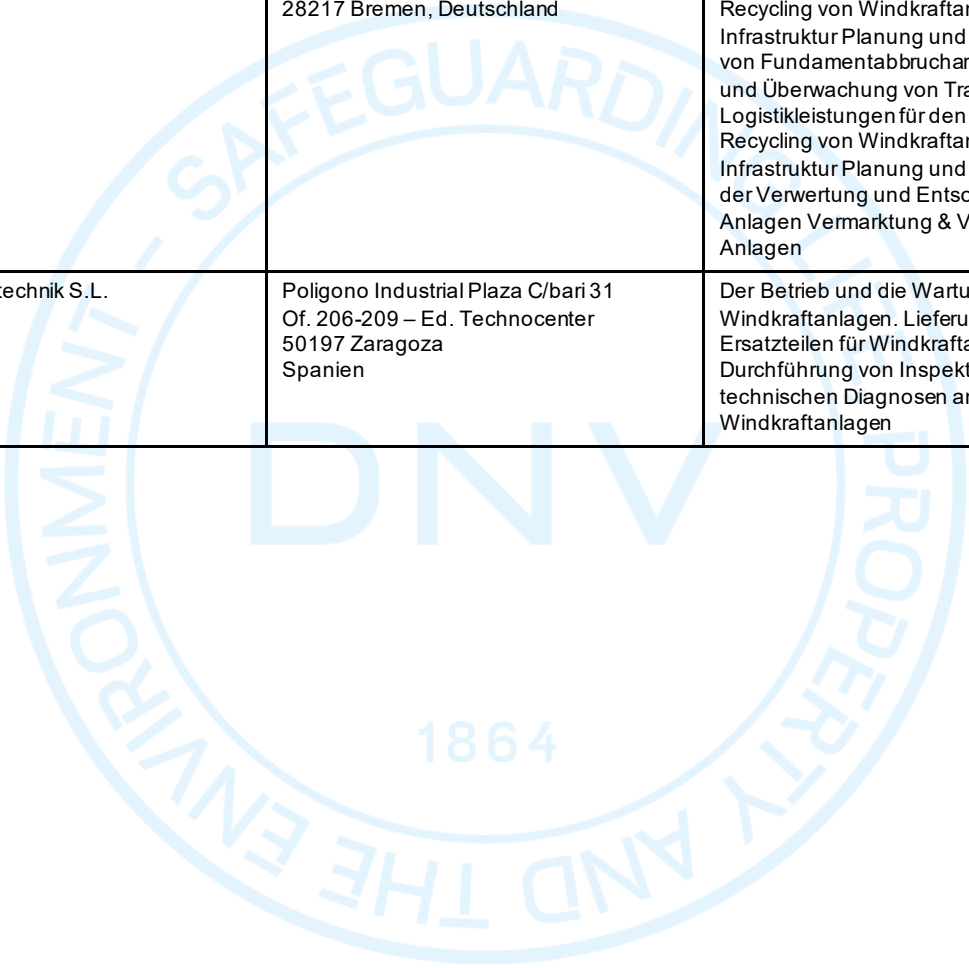 28217 Bremen, Deutschland
Recycling von Windkraftan
Infrastruktur Planung und
von Fundamentabbruchar
und Überwachung von Tra
Logistikleistungen für den
Recycling von Windkraftan
Infrastruktur Planung und
der Verwertung und Entso
Anlagen Vermarktung & V
Anlagen
technik S.L.
Poligono Industrial Plaza C/bari 31
Of. 206-209 – Ed. Technocenter
50197 Zaragoza
Spanien
Der Betrieb und die Wartu
Windkraftanlagen. Lieferu
Ersatzteilen für Windkrafta
Durchführung von Inspekt
technischen Diagnosen an
Windkraftanlagen
SAFEGUARDING LIFE PROPERTY AND THE ENVIRONMENT –
DNV
1864